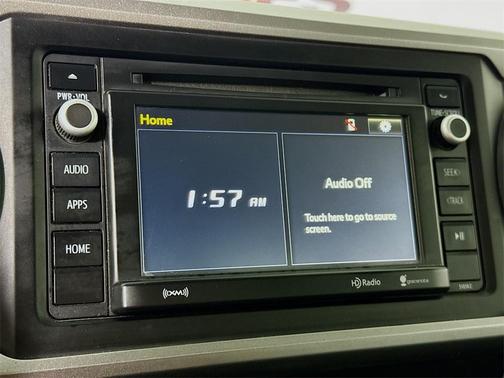 PWR•VOL
TUNE•SCROLL
Home
AUDIO
1:57 AM
Audio Off
SEEK>
APPS
Touch here to go to source
screen.
<TRACK
HOME
((XM))
HD Radio
gracenote